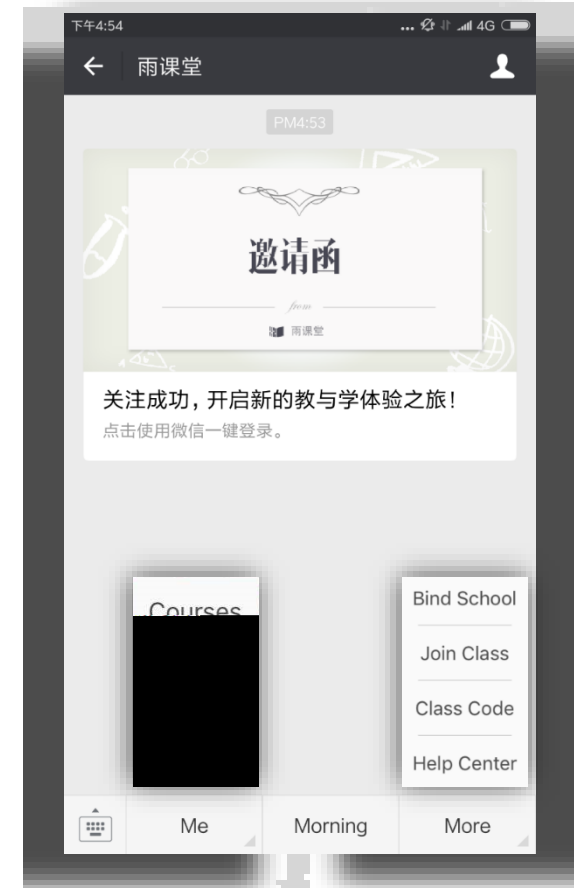 下午4:54
... 4G
雨课堂
PM4:53
邀请函
from
雨课堂
关注成功，开启新的教与学体验之旅！
点击使用微信一键登录。
Courses
Bind School
Join Class
Class Code
Help Center
Me
Morning
More